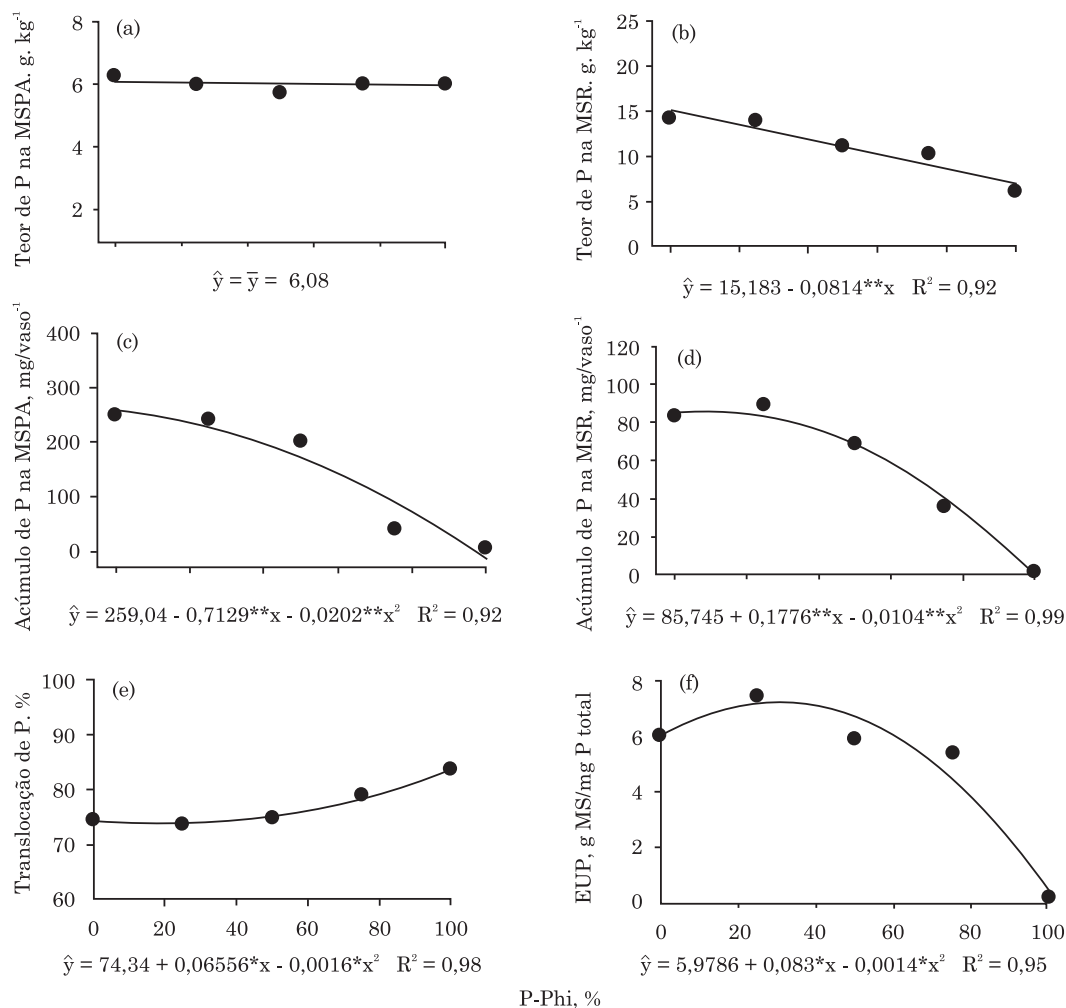 (a)
Teor de P na MSPA. g. kg⁻¹
8
6
4
2
ŷ = y̅ = 6,08
(b)
Teor de P na MSR. g. kg⁻¹
25
20
15
10
5
0
ŷ = 15,183 - 0,0814**x R² = 0,92
(c)
Acúmulo de P na MSPA, mg/vaso⁻¹
400
300
200
100
0
ŷ = 259,04 - 0,7129**x - 0,0202**x² R² = 0,92
(d)
Acúmulo de P na MSR, mg/vaso⁻¹
120
100
80
60
40
20
0
ŷ = 85,745 + 0,1776**x - 0,0104**x² R² = 0,99
(e)
Translocação de P. %
100
90
80
70
60
0 20 40 60 80 100
ŷ = 74,34 + 0,06556*x - 0,0016*x² R² = 0,98
(f)
EUP, g MS/mg P total
8
6
4
2
0
0 20 40 60 80 100
ŷ = 5,9786 + 0,083*x - 0,0014*x² R² = 0,95
P-Phi, %